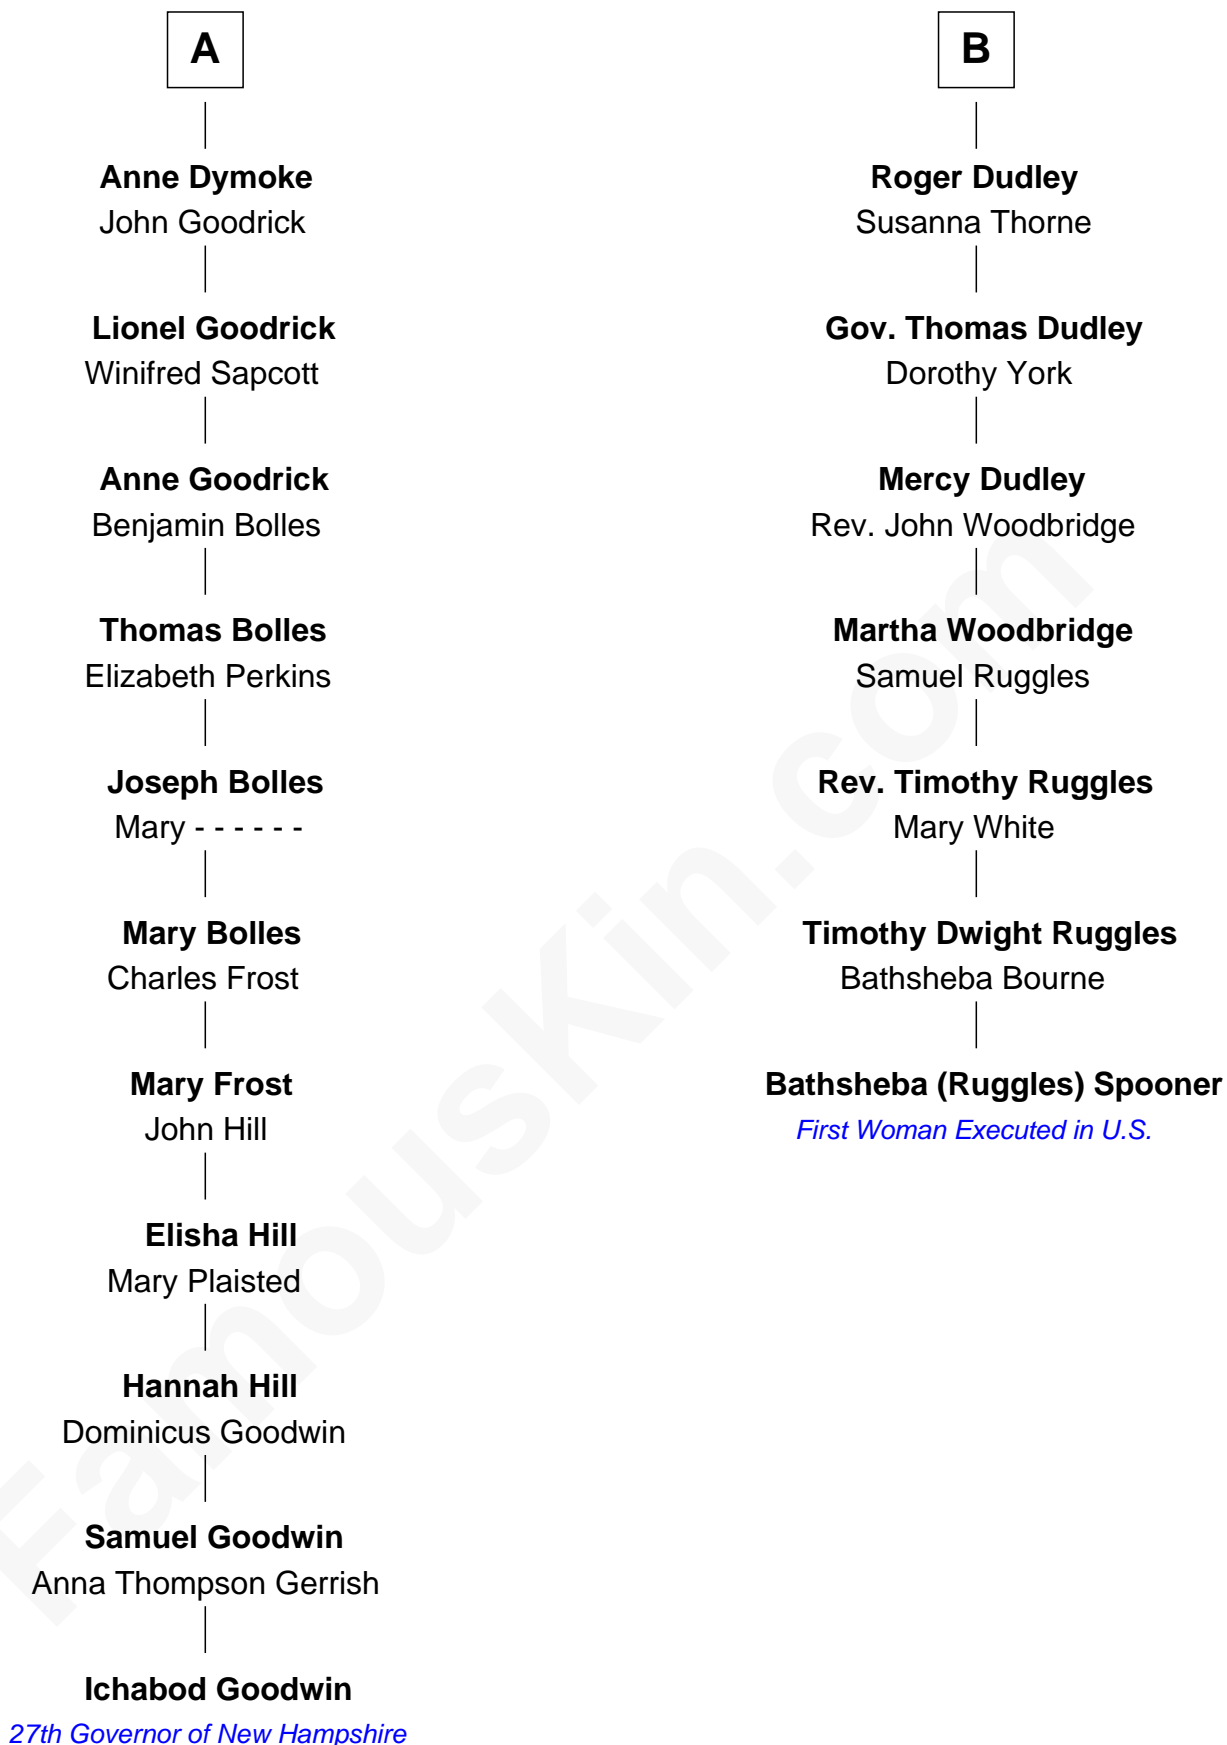 A
Anne Dymoke
John Goodrick
Lionel Goodrick
Winifred Sapcott
Anne Goodrick
Benjamin Bolles
Thomas Bolles
Elizabeth Perkins
Joseph Bolles
Mary - - - - - -
Mary Bolles
Charles Frost
Mary Frost
John Hill
Elisha Hill
Mary Plaisted
Hannah Hill
Dominicus Goodwin
Samuel Goodwin
Anna Thompson Gerrish
Ichabod Goodwin
27th Governor of New Hampshire
B
Roger Dudley
Susanna Thorne
Gov. Thomas Dudley
Dorothy York
Mercy Dudley
Rev. John Woodbridge
Martha Woodbridge
Samuel Ruggles
Rev. Timothy Ruggles
Mary White
Timothy Dwight Ruggles
Bathsheba Bourne
Bathsheba (Ruggles) Spooner
First Woman Executed in U.S.
FamousKin.com